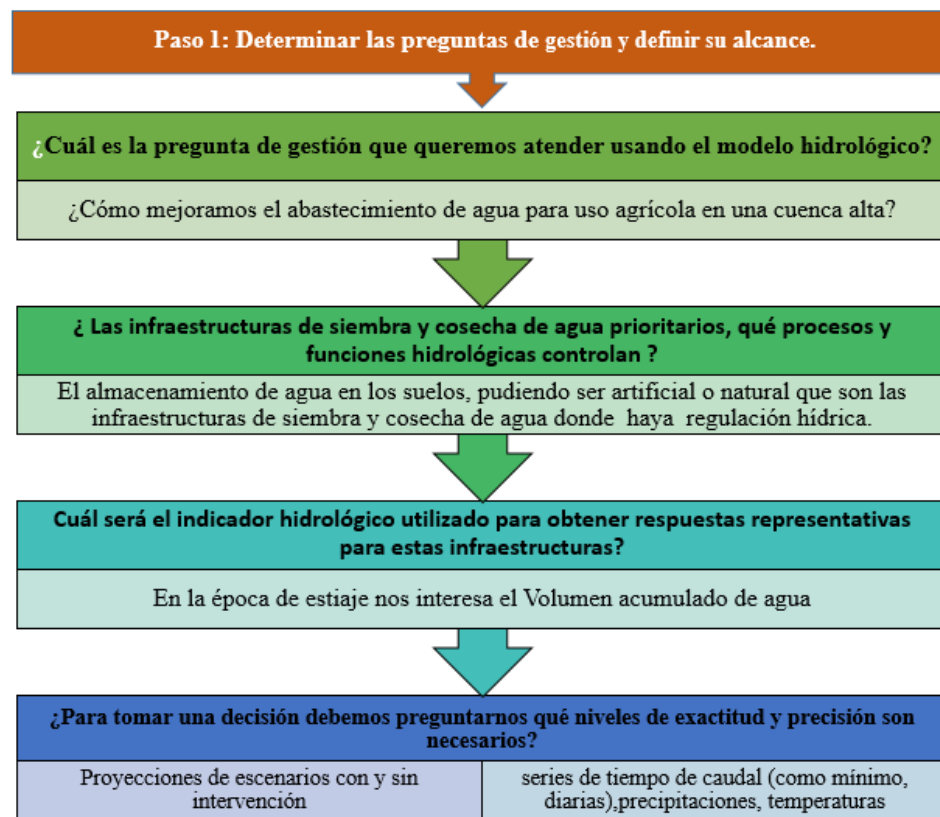 Paso 1: Determinar las preguntas de gestión y definir su alcance.
¿Cuál es la pregunta de gestión que queremos atender usando el modelo hidrológico?
¿Cómo mejoramos el abastecimiento de agua para uso agrícola en una cuenca alta?
¿ Las infraestructuras de siembra y cosecha de agua prioritarios, qué procesos y
funciones hidrológicas controlan ?
El almacenamiento de agua en los suelos, pudiendo ser artificial o natural que son las
infraestructuras de siembra y cosecha de agua donde haya regulación hídrica.
Cuál será el indicador hidrológico utilizado para obtener respuestas representativas
para estas infraestructuras?
En la época de estiaje nos interesa el Volumen acumulado de agua
¿Para tomar una decisión debemos preguntarnos qué niveles de exactitud y precisión son
necesarios?
Proyecciones de escenarios con y sin
intervención
series de tiempo de caudal (como mínimo,
diarias),precipitaciones, temperaturas